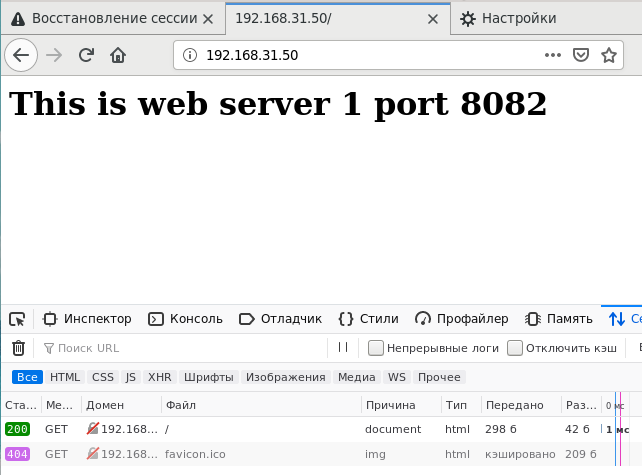 Восстановление сессии
192.168.31.50/
Настройки
192.168.31.50
This is web server 1 port 8082
Инспектор
Консоль
Отладчик
Стили
Профайлер
Память
Поиск URL
Непрерывные логи
Отключить кэш
Все HTML CSS JS XHR Шрифты Изображения Медиа WS Прочее
Ста… Ме… Домен Файл Причина Тип Передано Раз… 0 мс
200 GET 192.168… / document html 298 б 42 б 1 мс
404 GET 192.168… favicon.ico img html кэшировано 209 б